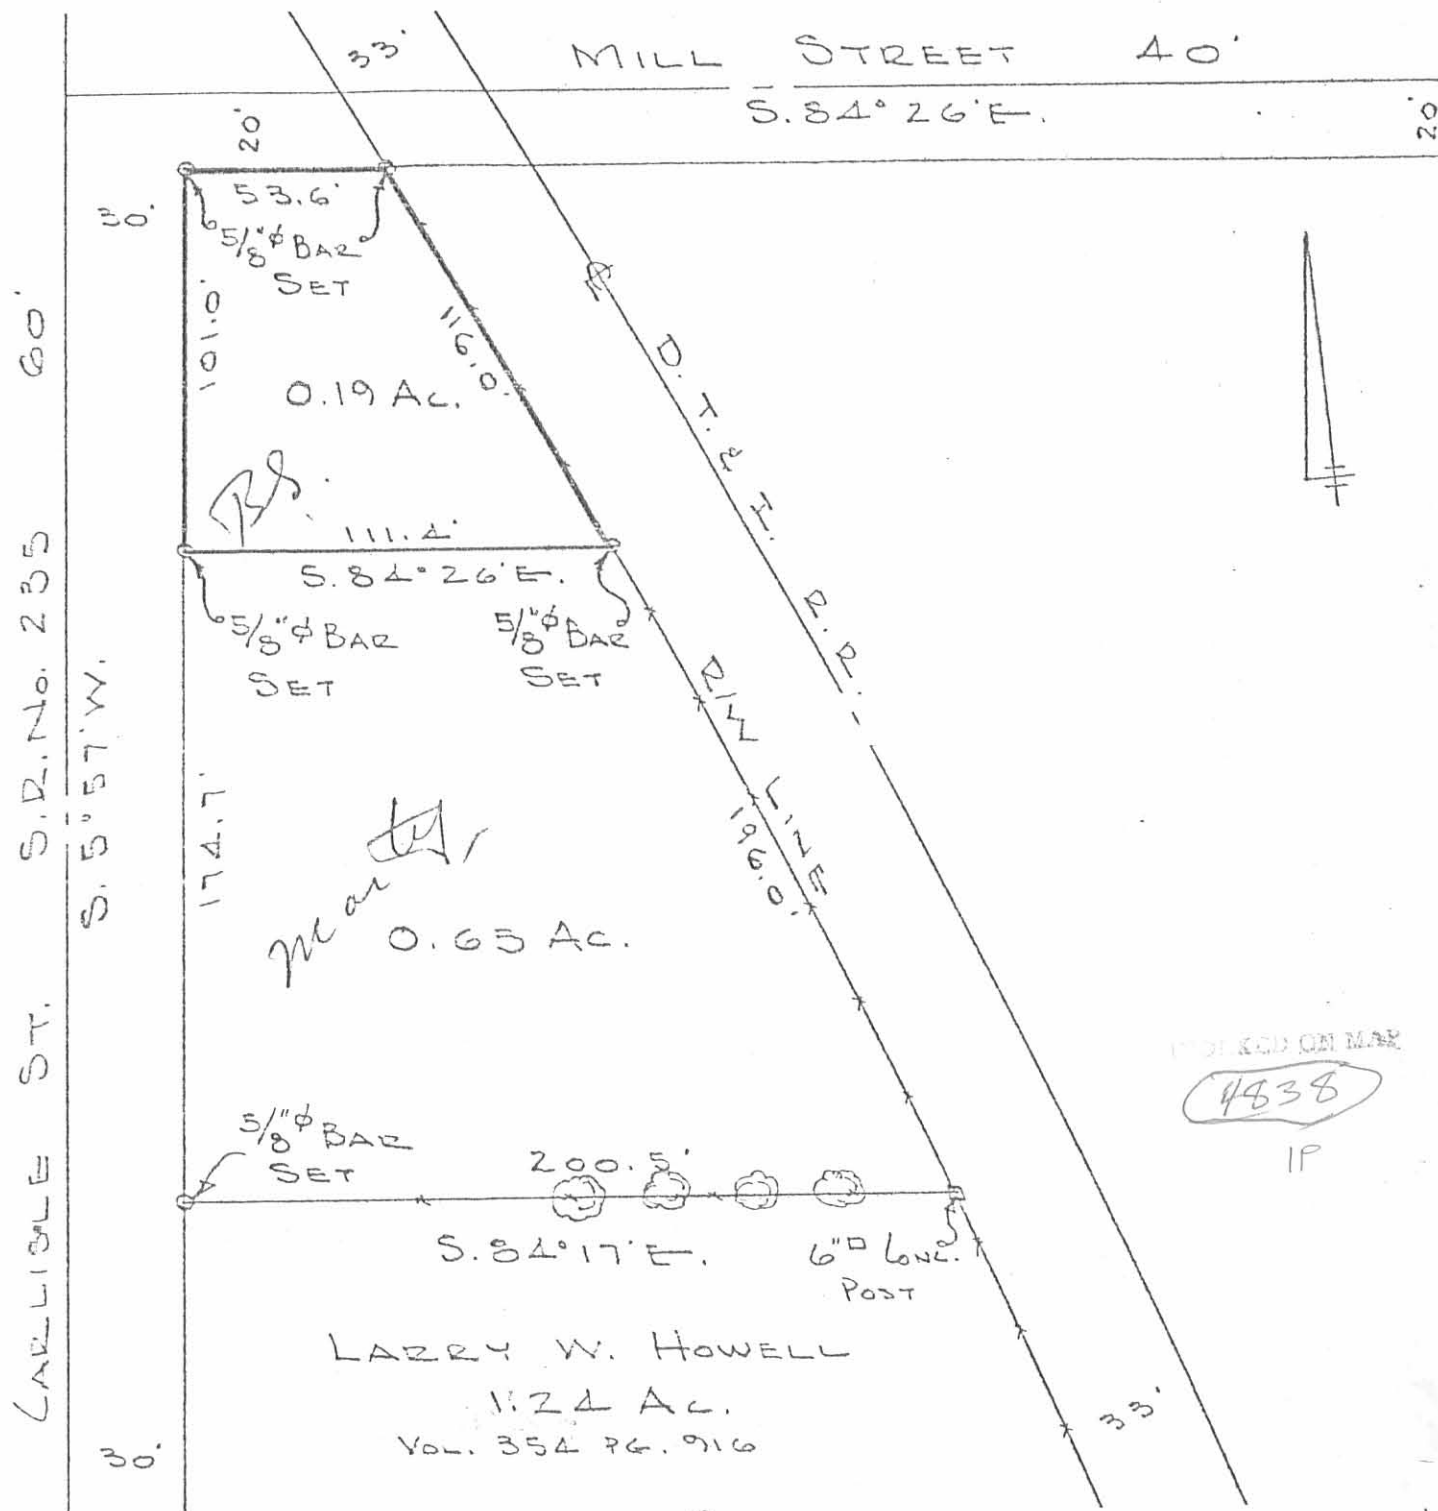 33'
MILL STREET 40'
S. 84° 26' E.
20'
20'
53.6'
30'
5/8" ϕ BAR
SET
101.0'
116.0'
0.19 AC.
D. T. & I. R. R.
111.4'
S. 84° 26' E.
5/8" ϕ BAR
SET
5/8" ϕ BAR
SET
CARLISLE ST. S. R. No. 235 60'
S. 5° 57' W.
R/W LINE
174.7'
196.0'
0.65 AC.
ON MAP
4838
1P
5/8" ϕ BAR
SET
200.5'
S. 84° 17' E.
6" □ CONC.
POST
LARRY W. HOWELL
1.24 AC.
VOL. 354 PG. 916
30'
33'